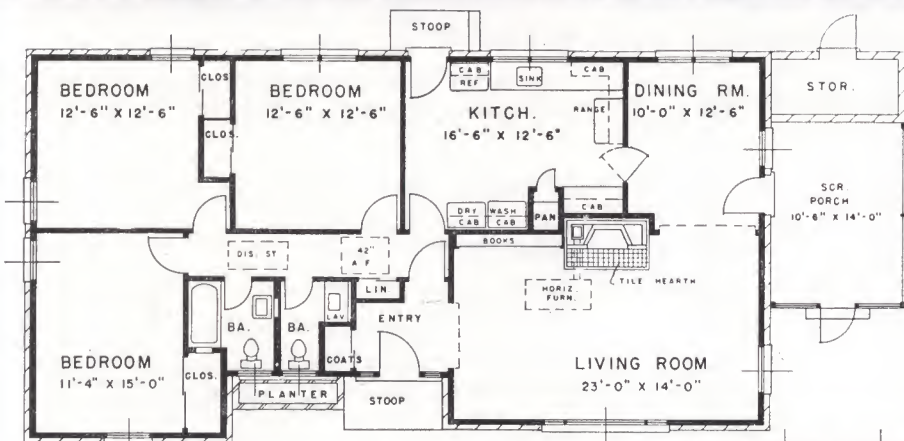 STOOP
BEDROOM
12'-6" X 12'-6"
CLOS
CLOS.
BEDROOM
12'-6" X 12'-6"
CAB
REF.
SINK
CAB
KITCH.
16'-6" X 12'-6"
RANGE
DINING RM.
10'-0" X 12'-6"
STOR.
DRY
CAB
WASH
CAB
PAN
CAB
SCR
PORCH
10'-6" X 14'-0"
DIS. ST
42"
A F
BOOKS
TILE HEARTH
HORIZ.
FURN.
LIN
ENTRY
BA.
BA.
LAV
COATS
BEDROOM
11'-4" X 15'-0"
CLOS.
PLANTER
STOOP
LIVING ROOM
23'-0" X 14'-0"